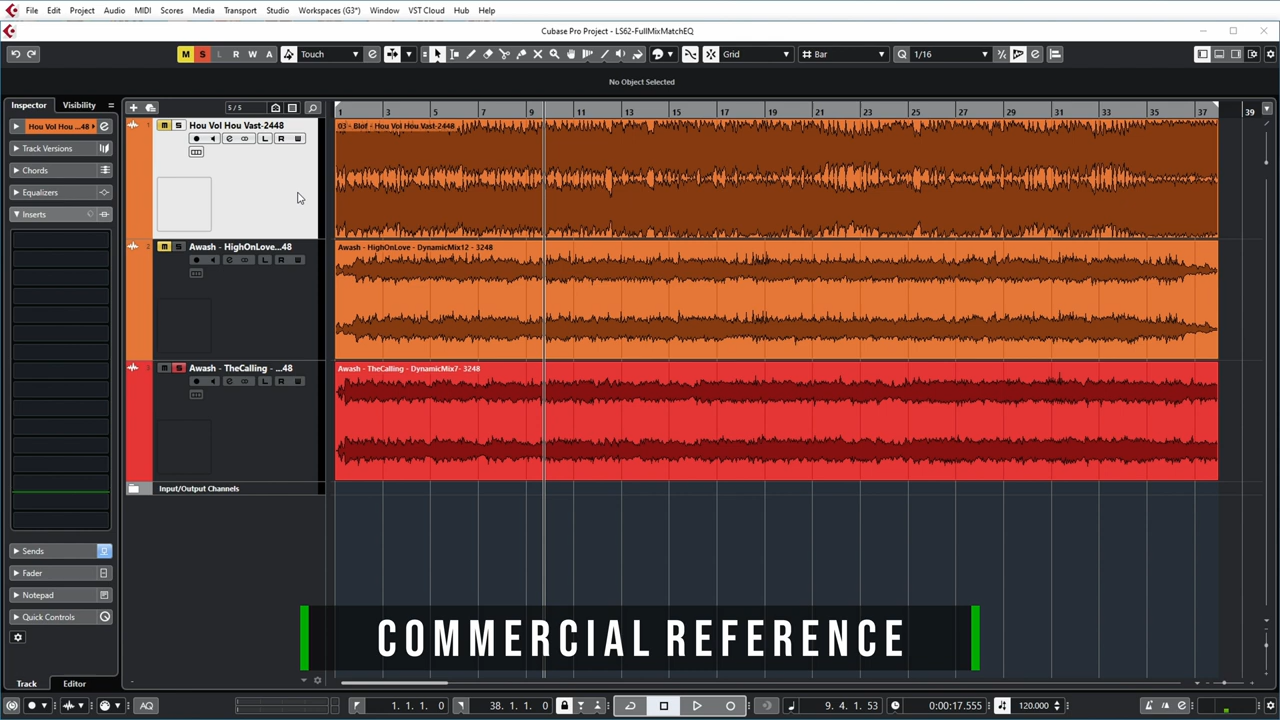 File Edit Project Audio MIDI Scores Media Transport Studio Workspaces (G3*) Window VST Cloud Hub Help
Cubase Pro Project - LS62-FullMixMatchEQ
M S L R W A Touch Grid Bar Q 1/16
No Object Selected
Inspector Visibility 5 / 5 1 3 5 7 9 11 13 15 17 19 21 23 25 27 29 31 33 35 37 39
Hou Vol Hou ...48
1 m S Hou Vol Hou Vast-2448
03 - Blof - Hou Vol Hou Vast-2448
e L R
Track Versions
Chords
Equalizers
Inserts
2 m S Awash - HighOnLove...48
Awash - HighOnLove - DynamicMix12 - 3248
e L R
3 m S Awash - TheCalling - ...48
Awash - TheCalling - DynamicMix7- 3248
e L R
Input/Output Channels
Sends
Fader
Notepad
Quick Controls
COMMERCIAL REFERENCE
Track Editor
AQ 1. 1. 1. 0 38. 1. 1. 0 9. 4. 1. 53 0:00:17.555 120.000